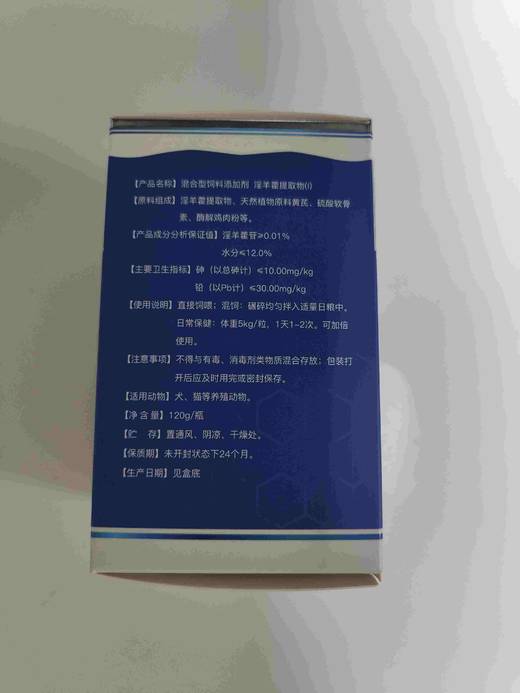 【产品名称】混合型饲料添加剂 淫羊藿提取物(I)
【原料组成】淫羊藿提取物、天然植物原料黄芪、硫酸软骨
素、酶解鸡肉粉等。
【产品成分分析保证值】淫羊藿苷≥0.01%
水分≤12.0%
【主要卫生指标】砷（以总砷计）≤10.00mg/kg
铅（以Pb计）≤30.00mg/kg
【使用说明】直接饲喂；混饲：碾碎均匀拌入适量日粮中。
日常保健：体重5kg/粒，1天1-2次。可加倍
使用。
【注意事项】不得与有毒、消毒剂类物质混合存放；包装打
开后应及时用完或密封保存。
【适用动物】犬、猫等养殖动物。
【净 含 量】120g/瓶
【贮 存】置通风、阴凉、干燥处。
【保质期】未开封状态下24个月。
【生产日期】见盒底